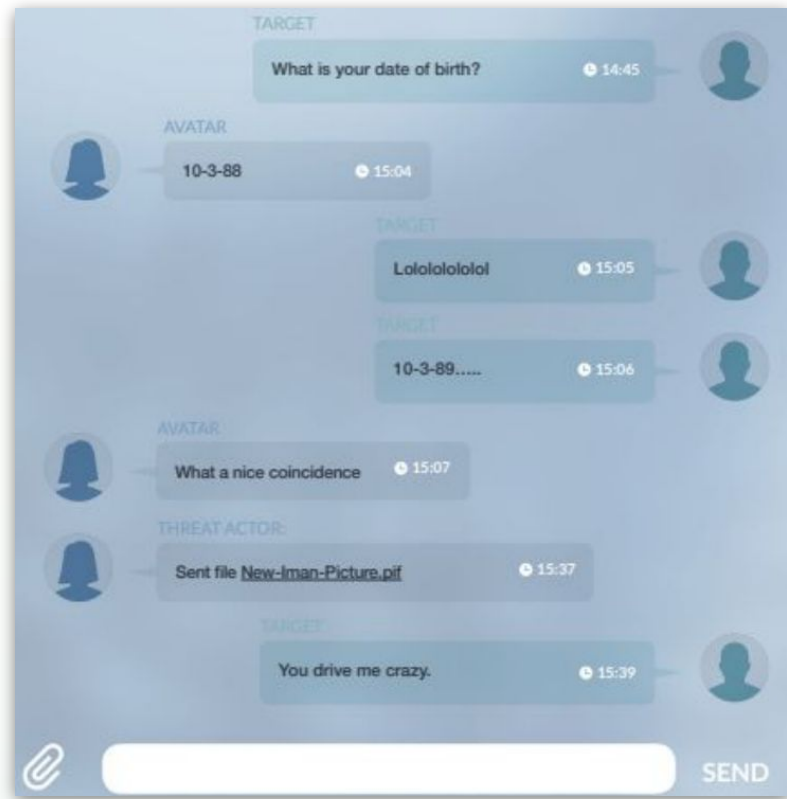 TARGET
What is your date of birth? 14:45
AVATAR
10-3-88 15:04
TARGET
Lolololololol 15:05
TARGET
10-3-89..... 15:06
AVATAR
What a nice coincidence 15:07
THREAT ACTOR:
Sent file New-Iman-Picture.pif 15:37
TARGET
You drive me crazy. 15:39
SEND